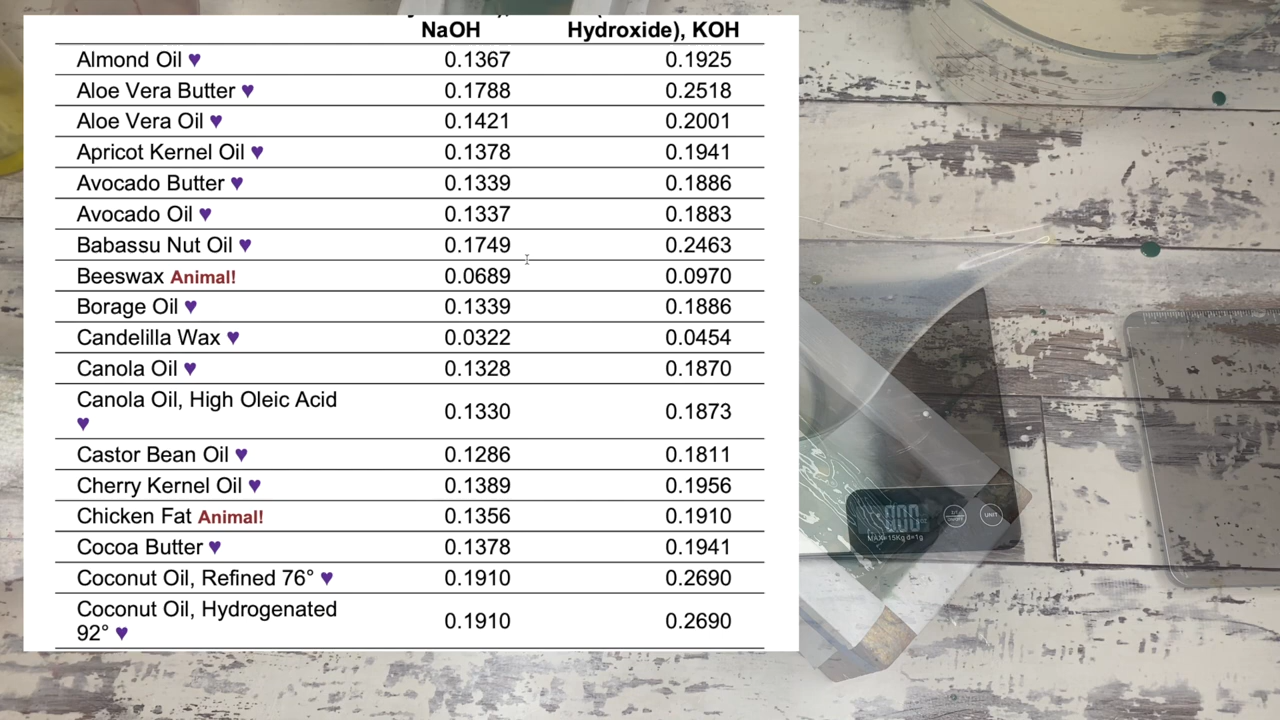 NaOH Hydroxide), KOH
Almond Oil ♥ 0.1367 0.1925
Aloe Vera Butter ♥ 0.1788 0.2518
Aloe Vera Oil ♥ 0.1421 0.2001
Apricot Kernel Oil ♥ 0.1378 0.1941
Avocado Butter ♥ 0.1339 0.1886
Avocado Oil ♥ 0.1337 0.1883
Babassu Nut Oil ♥ 0.1749 0.2463
Beeswax Animal! 0.0689 0.0970
Borage Oil ♥ 0.1339 0.1886
Candelilla Wax ♥ 0.0322 0.0454
Canola Oil ♥ 0.1328 0.1870
Canola Oil, High Oleic Acid
♥ 0.1330 0.1873
Castor Bean Oil ♥ 0.1286 0.1811
Cherry Kernel Oil ♥ 0.1389 0.1956
Chicken Fat Animal! 0.1356 0.1910
Cocoa Butter ♥ 0.1378 0.1941
Coconut Oil, Refined 76° ♥ 0.1910 0.2690
Coconut Oil, Hydrogenated
92° ♥ 0.1910 0.2690
UNIT
MAX=15Kg d=1g